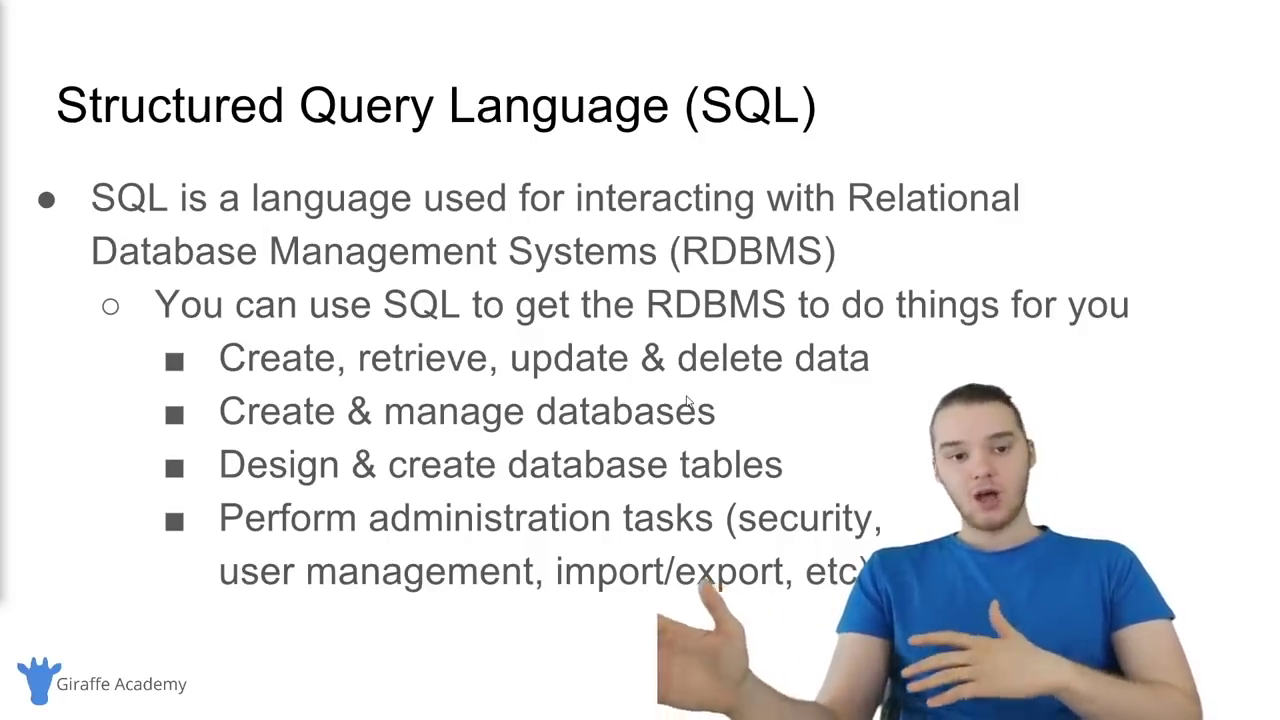 Structured Query Language (SQL)
● SQL is a language used for interacting with Relational
Database Management Systems (RDBMS)
○ You can use SQL to get the RDBMS to do things for you
■ Create, retrieve, update & delete data
■ Create & manage databases
■ Design & create database tables
■ Perform administration tasks (security,
user management, import/export, etc)
Giraffe Academy